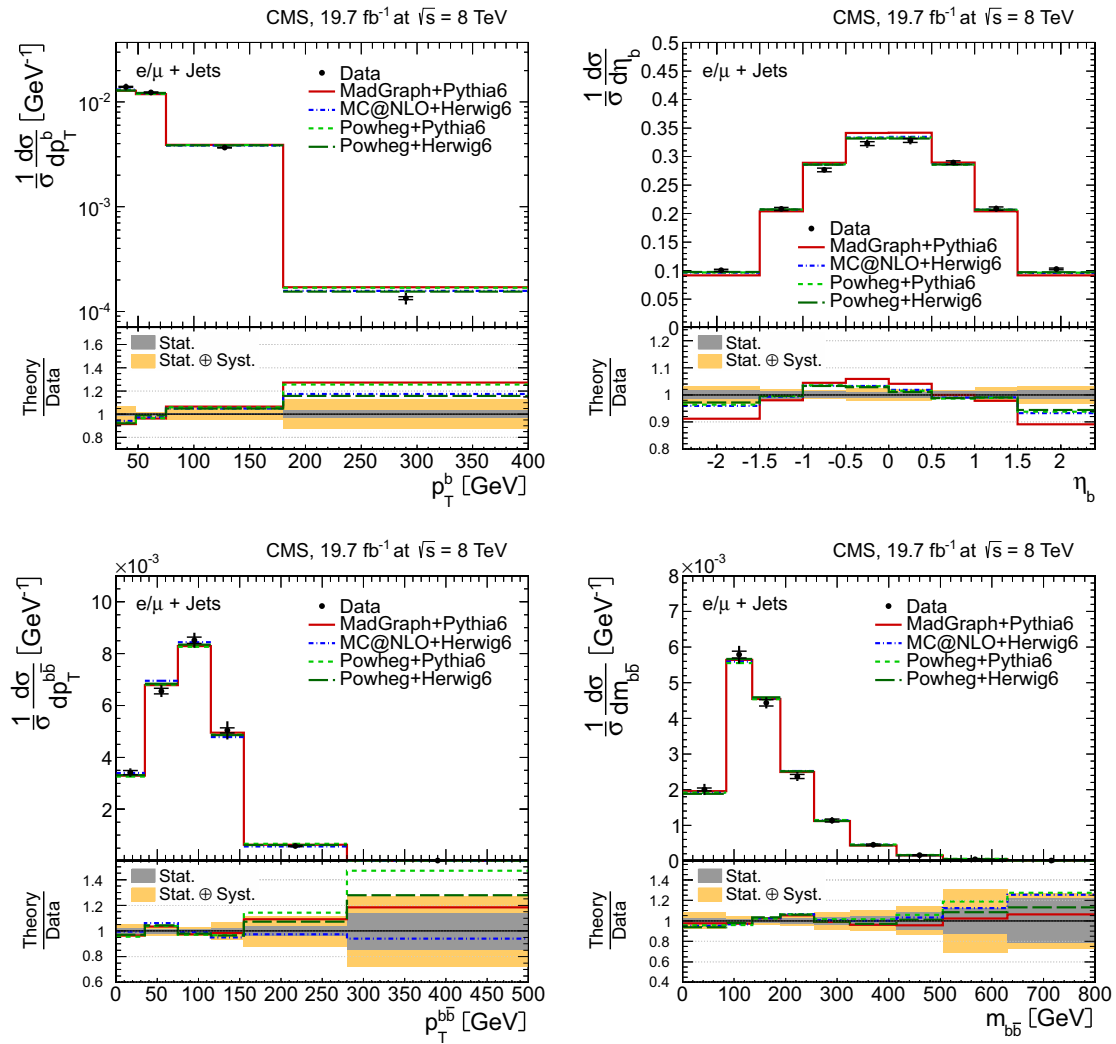 CMS, 19.7 fb⁻¹ at √s = 8 TeV
e/μ + Jets
Data
MadGraph+Pythia6
MC@NLO+Herwig6
Powheg+Pythia6
Powheg+Herwig6
1/σ dσ/dp_T^b [GeV⁻¹]
10⁻²
10⁻³
10⁻⁴
Stat.
Stat. ⊕ Syst.
Theory/Data
1.6
1.4
1.2
1
0.8
50 100 150 200 250 300 350 400
p_T^b [GeV]
CMS, 19.7 fb⁻¹ at √s = 8 TeV
e/μ + Jets
1/σ dσ/dη_b
0.5
0.45
0.4
0.35
0.3
0.25
0.2
0.15
0.1
0.05
0
Data
MadGraph+Pythia6
MC@NLO+Herwig6
Powheg+Pythia6
Powheg+Herwig6
Stat.
Stat. ⊕ Syst.
Theory/Data
1.2
1.1
1
0.9
0.8
-2 -1.5 -1 -0.5 0 0.5 1 1.5 2
η_b
CMS, 19.7 fb⁻¹ at √s = 8 TeV
×10⁻³
e/μ + Jets
Data
MadGraph+Pythia6
MC@NLO+Herwig6
Powheg+Pythia6
Powheg+Herwig6
1/σ dσ/dp_T^{bb̄} [GeV⁻¹]
10
8
6
4
2
Stat.
Stat. ⊕ Syst.
Theory/Data
1.4
1.2
1.0
0.8
0.6
0 50 100 150 200 250 300 350 400 450 500
p_T^{bb̄} [GeV]
CMS, 19.7 fb⁻¹ at √s = 8 TeV
×10⁻³
e/μ + Jets
Data
MadGraph+Pythia6
MC@NLO+Herwig6
Powheg+Pythia6
Powheg+Herwig6
1/σ dσ/dm_{bb̄} [GeV⁻¹]
8
7
6
5
4
3
2
1
0
Stat.
Stat. ⊕ Syst.
Theory/Data
1.6
1.4
1.2
1.0
0.8
0.6
0.4
0 100 200 300 400 500 600 700 800
m_{bb̄} [GeV]